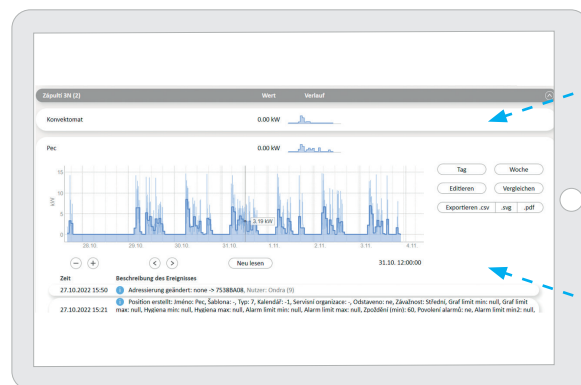 Zápultí 3N (2) Wert Verlauf
Konvektomat 0.00 kW
Pec 0.00 kW
15
10
5
0
kW
3.19 kW
28.10. 29.10. 30.10. 31.10. 1.11. 2.11. 3.11. 4.11.
Tag Woche
Editieren Vergleichen
Exportieren .csv .svg .pdf
− + < > Neu lesen 31.10. 12:00:00
Zeit Beschreibung des Ereignisses
27.10.2022 15:50 Adressierung geändert: none -> 7538BA08, Nutzer: Ondra (9)
27.10.2022 15:21 Position erstellt: Jméno: Pec, Šablona: -, Typ: 7, Kalendář: -1, Servisní organizace: -, Odstaveno: ne, Závažnost: Střední, Graf limit min: null, Graf limit
max: null, Hygiena min: null, Hygiena max: null, Alarm limit min: null, Alarm limit max: null, Zpoždění (min): 60, Povolení alarmů: ne, Alarm limit min2: null,